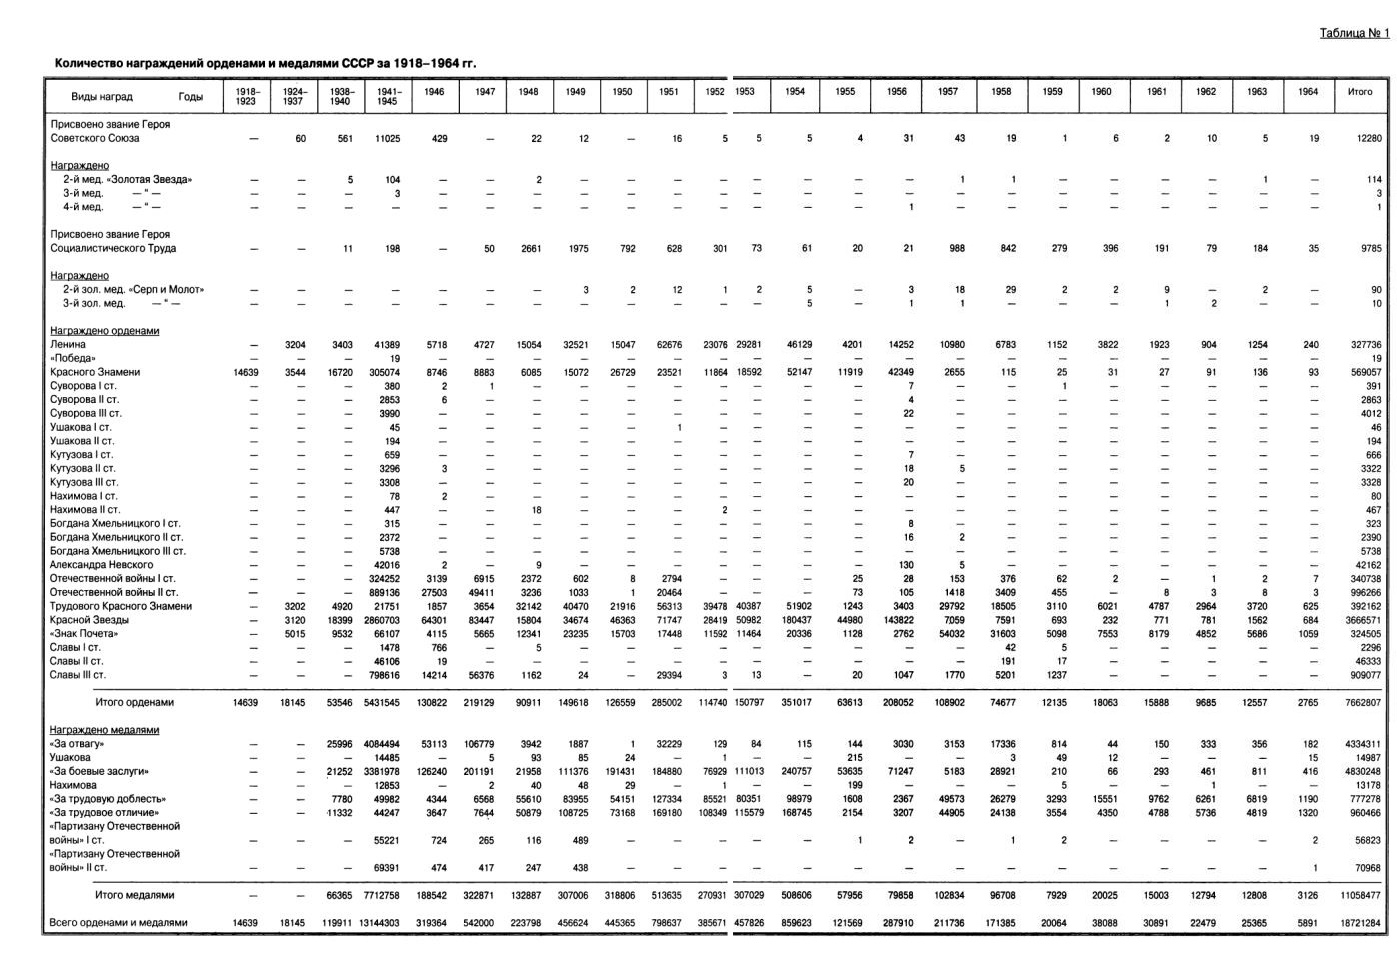 Таблица № 1
Количество награждений орденами и медалями СССР за 1918–1964 гг.
Виды наград Годы 1918–1923 1924–1937 1938–1940 1941–1945 1946 1947 1948 1949 1950 1951 1952 1953 1954 1955 1956 1957 1958 1959 1960 1961 1962 1963 1964 Итого
Присвоено звание Героя
Советского Союза — 60 561 11025 429 — 22 12 — 16 5 5 5 4 31 43 19 1 6 2 10 5 19 12280
Награждено
2-й мед. «Золотая Звезда» — — 5 104 — — 2 — — — — — — — — 1 1 — — — — 1 — 114
3-й мед. — " — — — — 3 — — — — — — — — — — — — — — — — — — — 3
4-й мед. — " — — — — — — — — — — — — — — — 1 — — — — — — — — 1
Присвоено звание Героя
Социалистического Труда — — 11 198 — 50 2661 1975 792 628 301 73 61 20 21 988 842 279 396 191 79 184 35 9785
Награждено
2-й зол. мед. «Серп и Молот» — — — — — — — 3 2 12 1 2 5 — 3 18 29 2 2 9 — 2 — 90
3-й зол. мед. — " — — — — — — — — — — — — — 5 — 1 1 — — — 1 2 — — 10
Награждено орденами
Ленина — 3204 3403 41389 5718 4727 15054 32521 15047 62676 23076 29281 46129 4201 14252 10980 6783 1152 3822 1923 904 1254 240 327736
«Победа» — — — 19 — — — — — — — — — — — — — — — — — — — 19
Красного Знамени 14639 3544 16720 305074 8746 8883 6085 15072 26729 23521 11864 18592 52147 11919 42349 2655 115 25 31 27 91 136 93 569057
Суворова I ст. — — — 380 2 1 — — — — — — — — 7 — — 1 — — — — — 391
Суворова II ст. — — — 2853 6 — — — — — — — — — 4 — — — — — — — — 2863
Суворова III ст. — — — 3990 — — — — — — — — — — 22 — — — — — — — — 4012
Ушакова I ст. — — — 45 — — — — — 1 — — — — — — — — — — — — — 46
Ушакова II ст. — — — 194 — — — — — — — — — — — — — — — — — — — 194
Кутузова I ст. — — — 659 — — — — — — — — — — 7 — — — — — — — — 666
Кутузова II ст. — — — 3296 3 — — — — — — — — — 18 5 — — — — — — — 3322
Кутузова III ст. — — — 3308 — — — — — — — — — — 20 — — — — — — — — 3328
Нахимова I ст. — — — 78 2 — — — — — — — — — — — — — — — — — — 80
Нахимова II ст. — — — 447 — — 18 — — — 2 — — — — — — — — — — — — 467
Богдана Хмельницкого I ст. — — — 315 — — — — — — — — — — 8 — — — — — — — — 323
Богдана Хмельницкого II ст. — — — 2372 — — — — — — — — — — 16 2 — — — — — — — 2390
Богдана Хмельницкого III ст. — — — 5738 — — — — — — — — — — — — — — — — — — — 5738
Александра Невского — — — 42016 2 — 9 — — — — — — — 130 5 — — — — — — — 42162
Отечественной войны I ст. — — — 324252 3139 6915 2372 602 8 2794 — — — 25 28 153 376 62 2 — 1 2 7 340738
Отечественной войны II ст. — — — 889136 27503 49411 3236 1033 1 20464 — — — 73 105 1418 3409 455 — 8 3 8 3 996266
Трудового Красного Знамени — 3202 4920 21751 1857 3654 32142 40470 21916 56313 39478 40387 51902 1243 3403 29792 18505 3110 6021 4787 2964 3720 625 392162
Красной Звезды — 3120 18399 2860703 64301 83447 15804 34674 46363 71747 28419 50982 180437 44980 143822 7059 7591 693 232 771 781 1562 684 3666571
«Знак Почета» — 5015 9532 66107 4115 5665 12341 23235 15703 17448 11592 11464 20336 1128 2762 54032 31603 5098 7553 8179 4852 5686 1059 324505
Славы I ст. — — — 1478 766 — 5 — — — — — — — — — 42 5 — — — — — 2296
Славы II ст. — — — 46106 19 — — — — — — — — — — — 191 17 — — — — — 46333
Славы III ст. — — — 798616 14214 56376 1162 24 — 29394 3 13 — 20 1047 1770 5201 1237 — — — — — 909077
Итого орденами 14639 18145 53546 5431545 130822 219129 90911 149618 126559 285002 114740 150797 351017 63613 208052 108902 74677 12135 18063 15888 9685 12557 2765 7662807
Награждено медалями
«За отвагу» — — 25996 4084494 53113 106779 3942 1887 1 32229 129 84 115 144 3030 3153 17336 814 44 150 333 356 182 4334311
Ушакова — — — 14485 — 5 93 85 24 — 1 — — 215 — — 3 49 12 — — — 15 14987
«За боевые заслуги» — — 21252 3381978 126240 201191 21958 111376 191431 184880 76929 111013 240757 53635 71247 5183 28921 210 66 293 461 811 416 4830248
Нахимова — — — 12853 — 2 40 48 29 — 1 — — 199 — — — 5 — — 1 — — 13178
«За трудовую доблесть» — — 7780 49982 4344 6568 55610 83955 54151 127334 85521 80351 98979 1608 2367 49573 26279 3293 15551 9762 6261 6819 1190 777278
«За трудовое отличие» — — 11332 44247 3647 7644 50879 108725 73168 169180 108349 115579 168745 2154 3207 44905 24138 3554 4350 4788 5736 4819 1320 960466
«Партизану Отечественной
войны» I ст. — — — 55221 724 265 116 489 — — — — — 1 2 — 1 2 — — — — 2 56823
«Партизану Отечественной
войны» II ст. — — — 69391 474 417 247 438 — — — — — — — — — — — — — — 1 70968
Итого медалями — — 66365 7712758 188542 322871 132887 307006 318806 513635 270931 307029 508606 57956 79858 102834 96708 7929 20025 15003 12794 12808 3126 11058477
Всего орденами и медалями 14639 18145 119911 13144303 319364 542000 223798 456624 445365 798637 385671 457826 859623 121569 287910 211736 171385 20064 38088 30891 22479 25365 5891 18721284